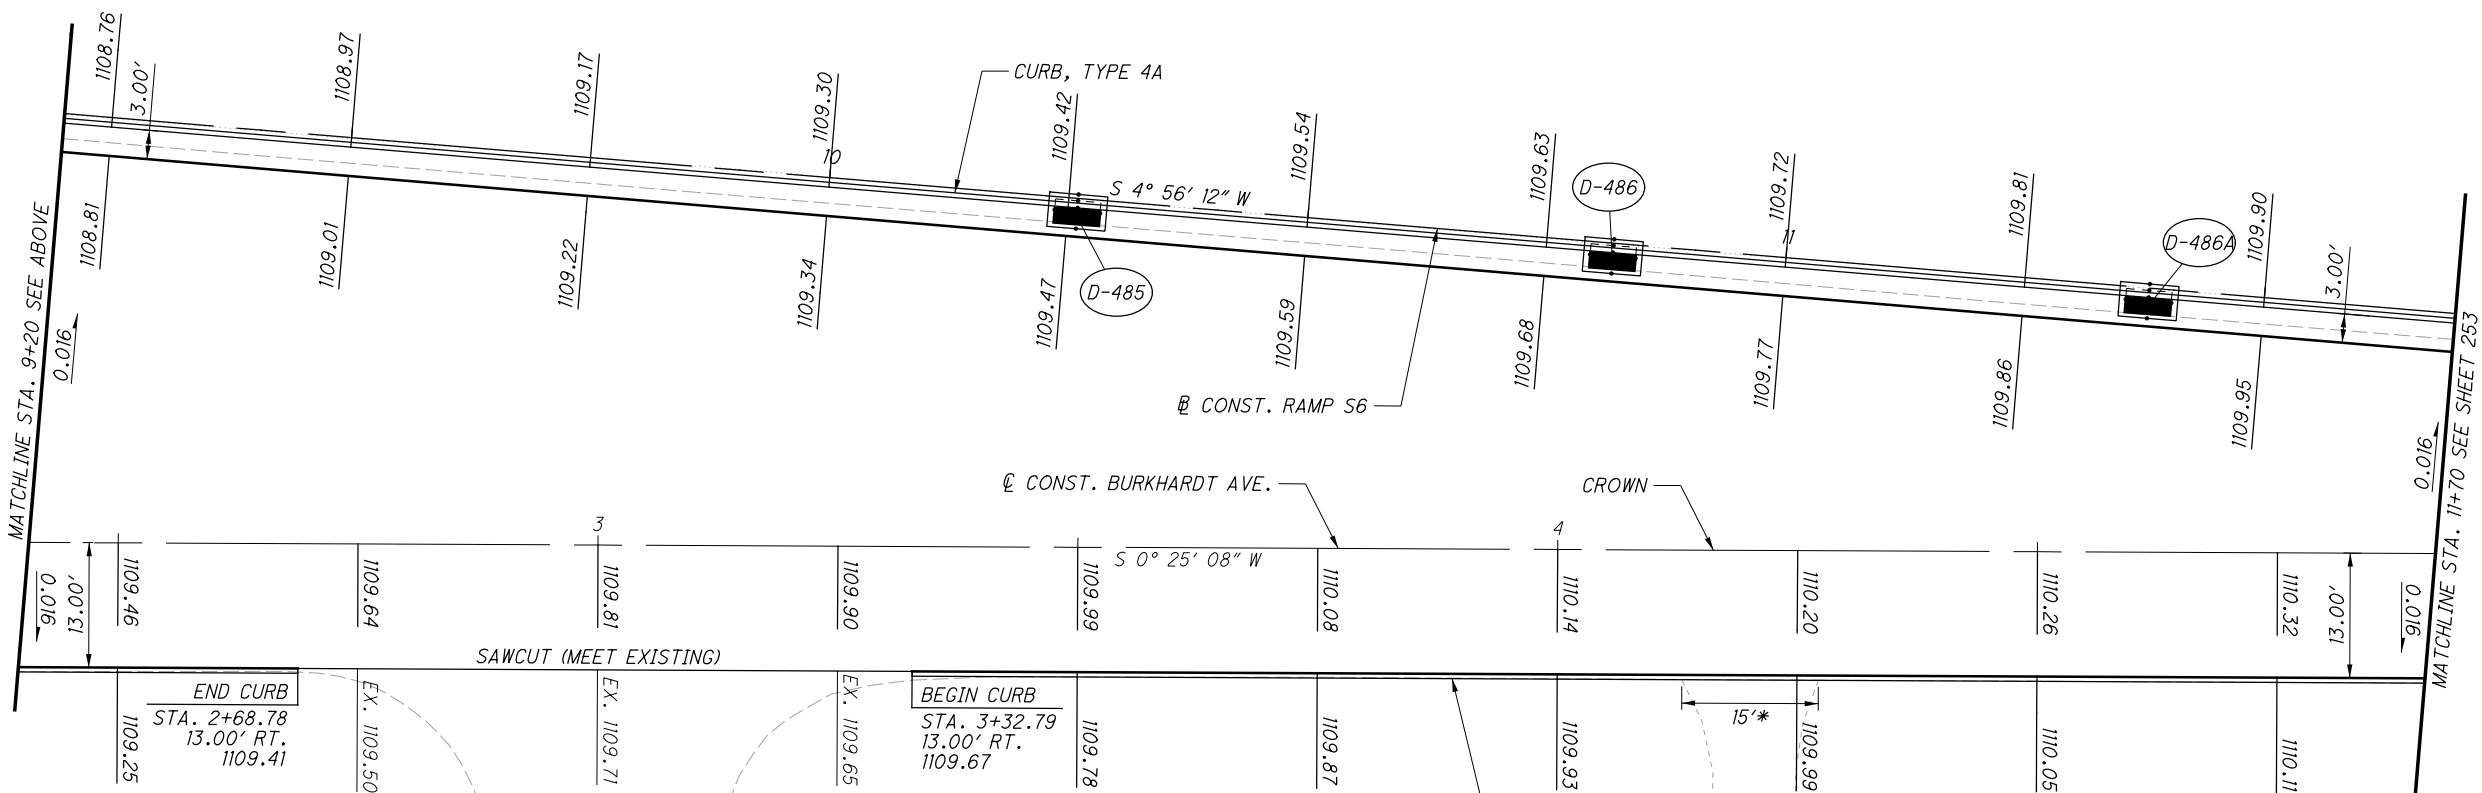 1108.76
1108.97
1109.17
1109.30
1109.42
1109.54
1109.63
1109.72
1109.81
1109.90
3.00'
CURB, TYPE 4A
10
S 4° 56' 12" W
D-486
11
D-486A
3.00'
D-485
1108.81
1109.01
1109.22
1109.34
1109.47
1109.59
1109.68
1109.77
1109.86
1109.95
MATCHLINE STA. 9+20 SEE ABOVE
0.016
℄ CONST. RAMP S6
MATCHLINE STA. 11+70 SEE SHEET 253
0.016
℄ CONST. BURKHARDT AVE.
CROWN
3
4
S 0° 25' 08" W
0.016
13.00'
1109.46
1109.64
1109.81
1109.90
1109.99
1110.08
1110.14
1110.20
1110.26
1110.32
13.00'
0.016
SAWCUT (MEET EXISTING)
END CURB
STA. 2+68.78
13.00' RT.
1109.41
BEGIN CURB
STA. 3+32.79
13.00' RT.
1109.67
15'*
1109.25
EX. 1109.50
EX. 1109.71
EX. 1109.65
1109.78
1109.87
1109.93
1109.99
1110.05
1110.11